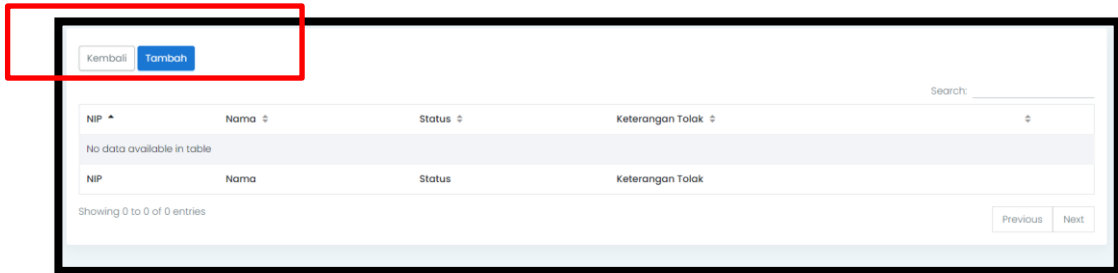 Kembali Tambah
Search:
NIP Nama Status Keterangan Tolak
No data available in table
NIP Nama Status Keterangan Tolak
Showing 0 to 0 of 0 entries
Previous Next